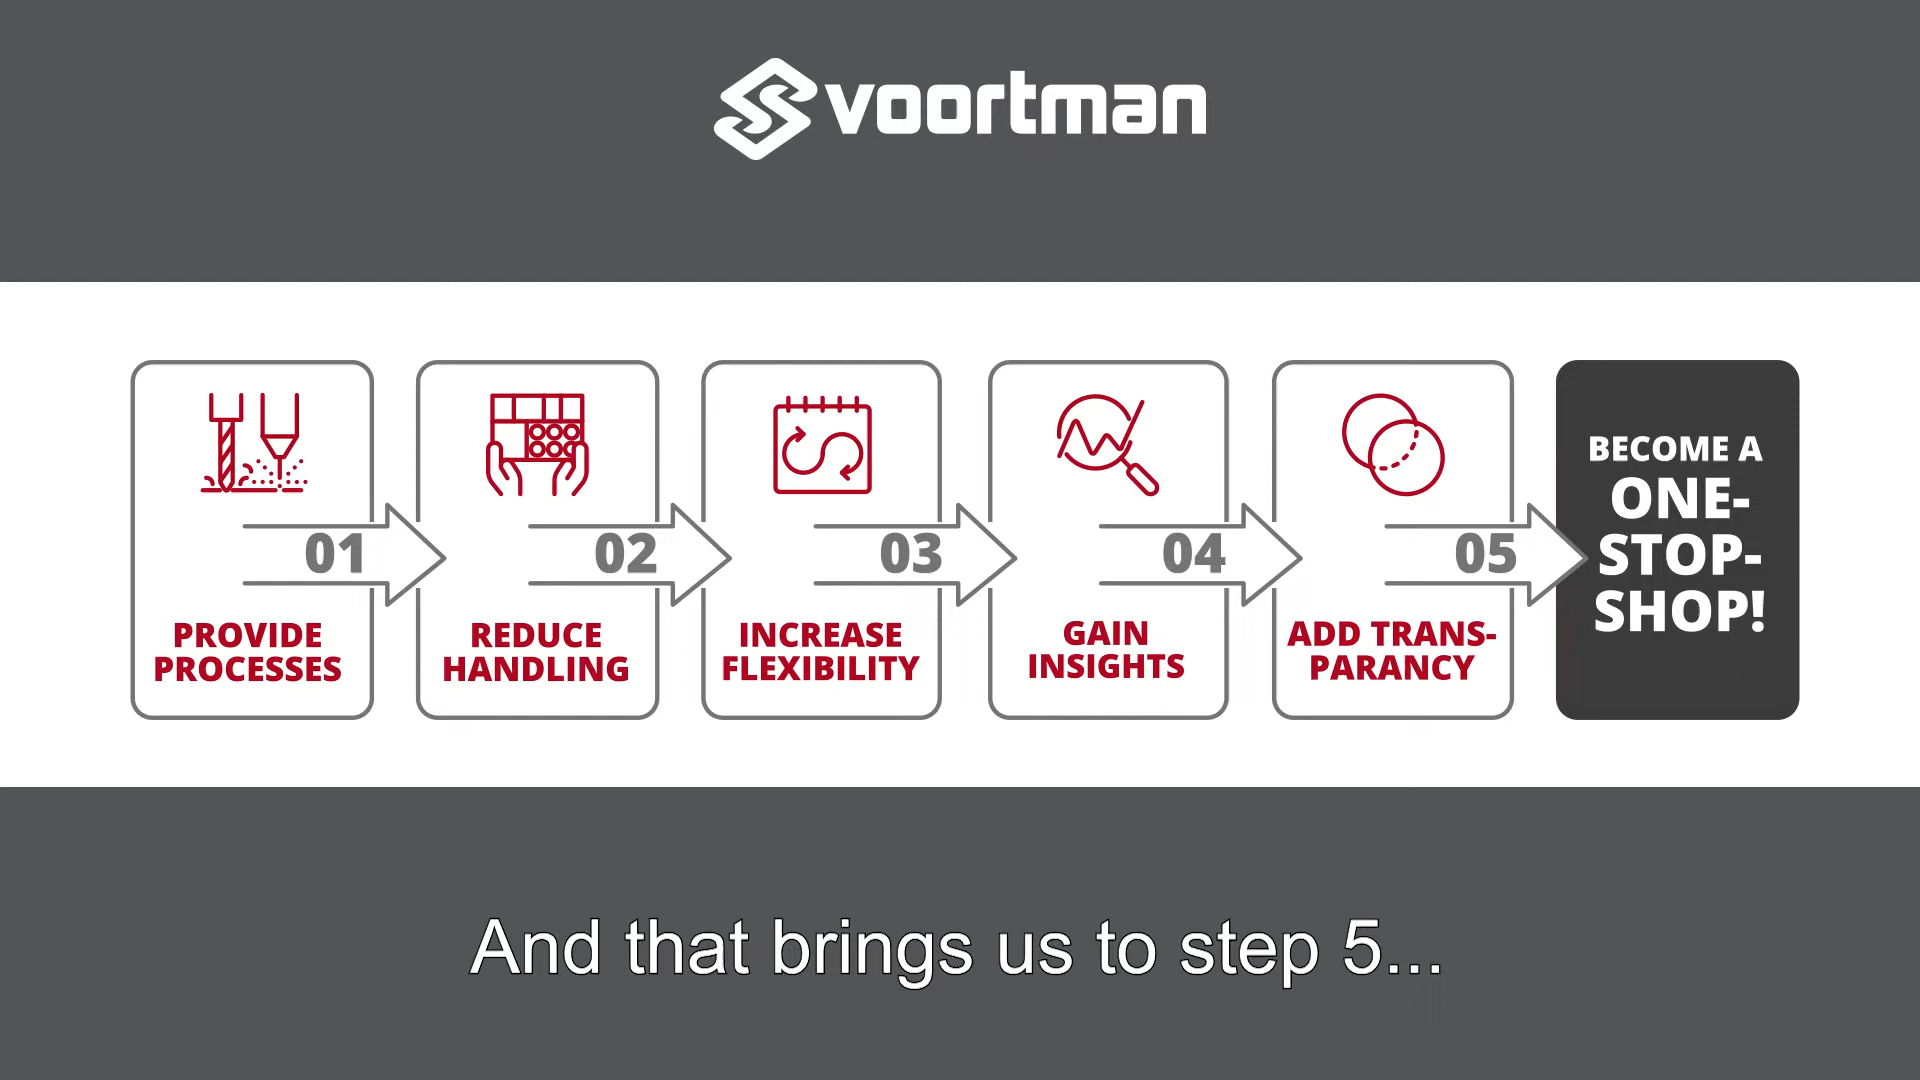 voortman
01
PROVIDE
PROCESSES
02
REDUCE
HANDLING
03
INCREASE
FLEXIBILITY
04
GAIN
INSIGHTS
05
ADD TRANS-
PARANCY
BECOME A
ONE-
STOP-
SHOP!
And that brings us to step 5...